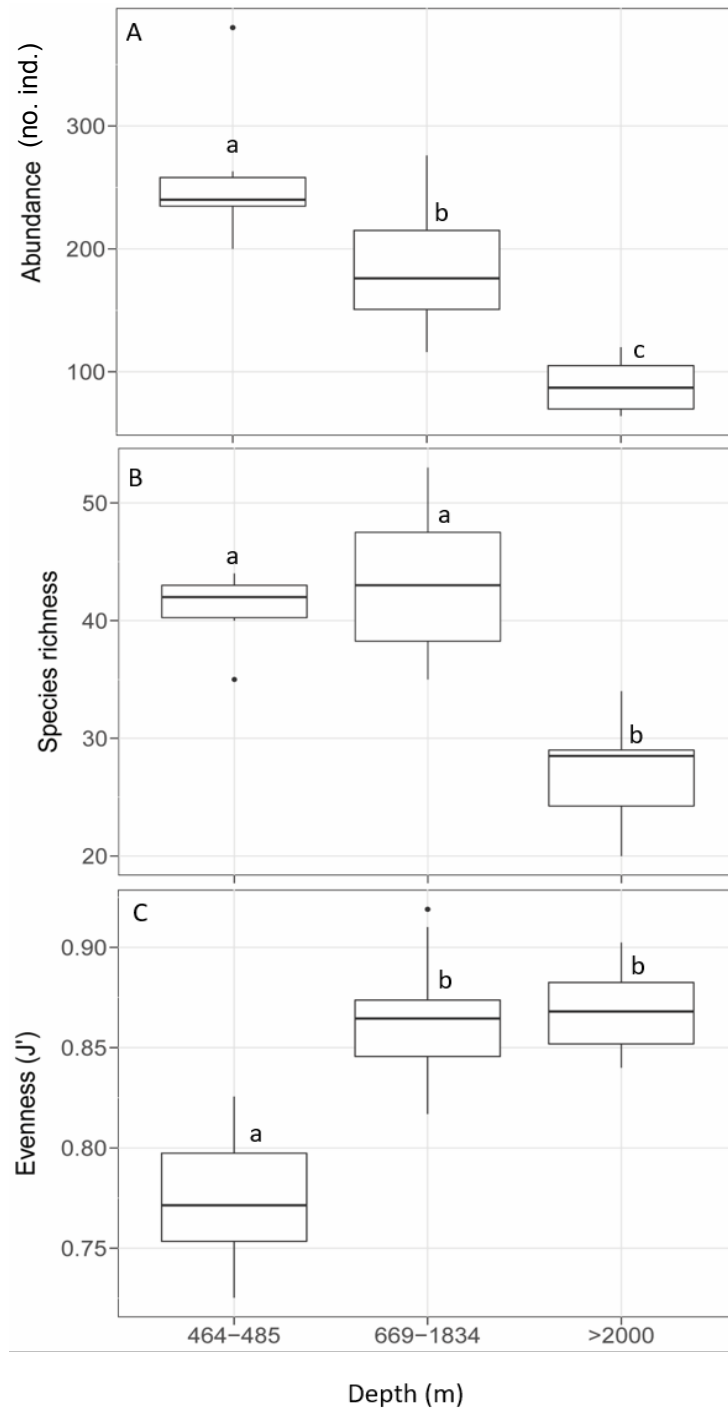 A
Abundance (no. ind.)
300
200
100
a
b
c
B
Species richness
50
40
30
20
a
a
b
C
Evenness (J')
0.90
0.85
0.80
0.75
a
b
b
464−485 669−1834 >2000
Depth (m)